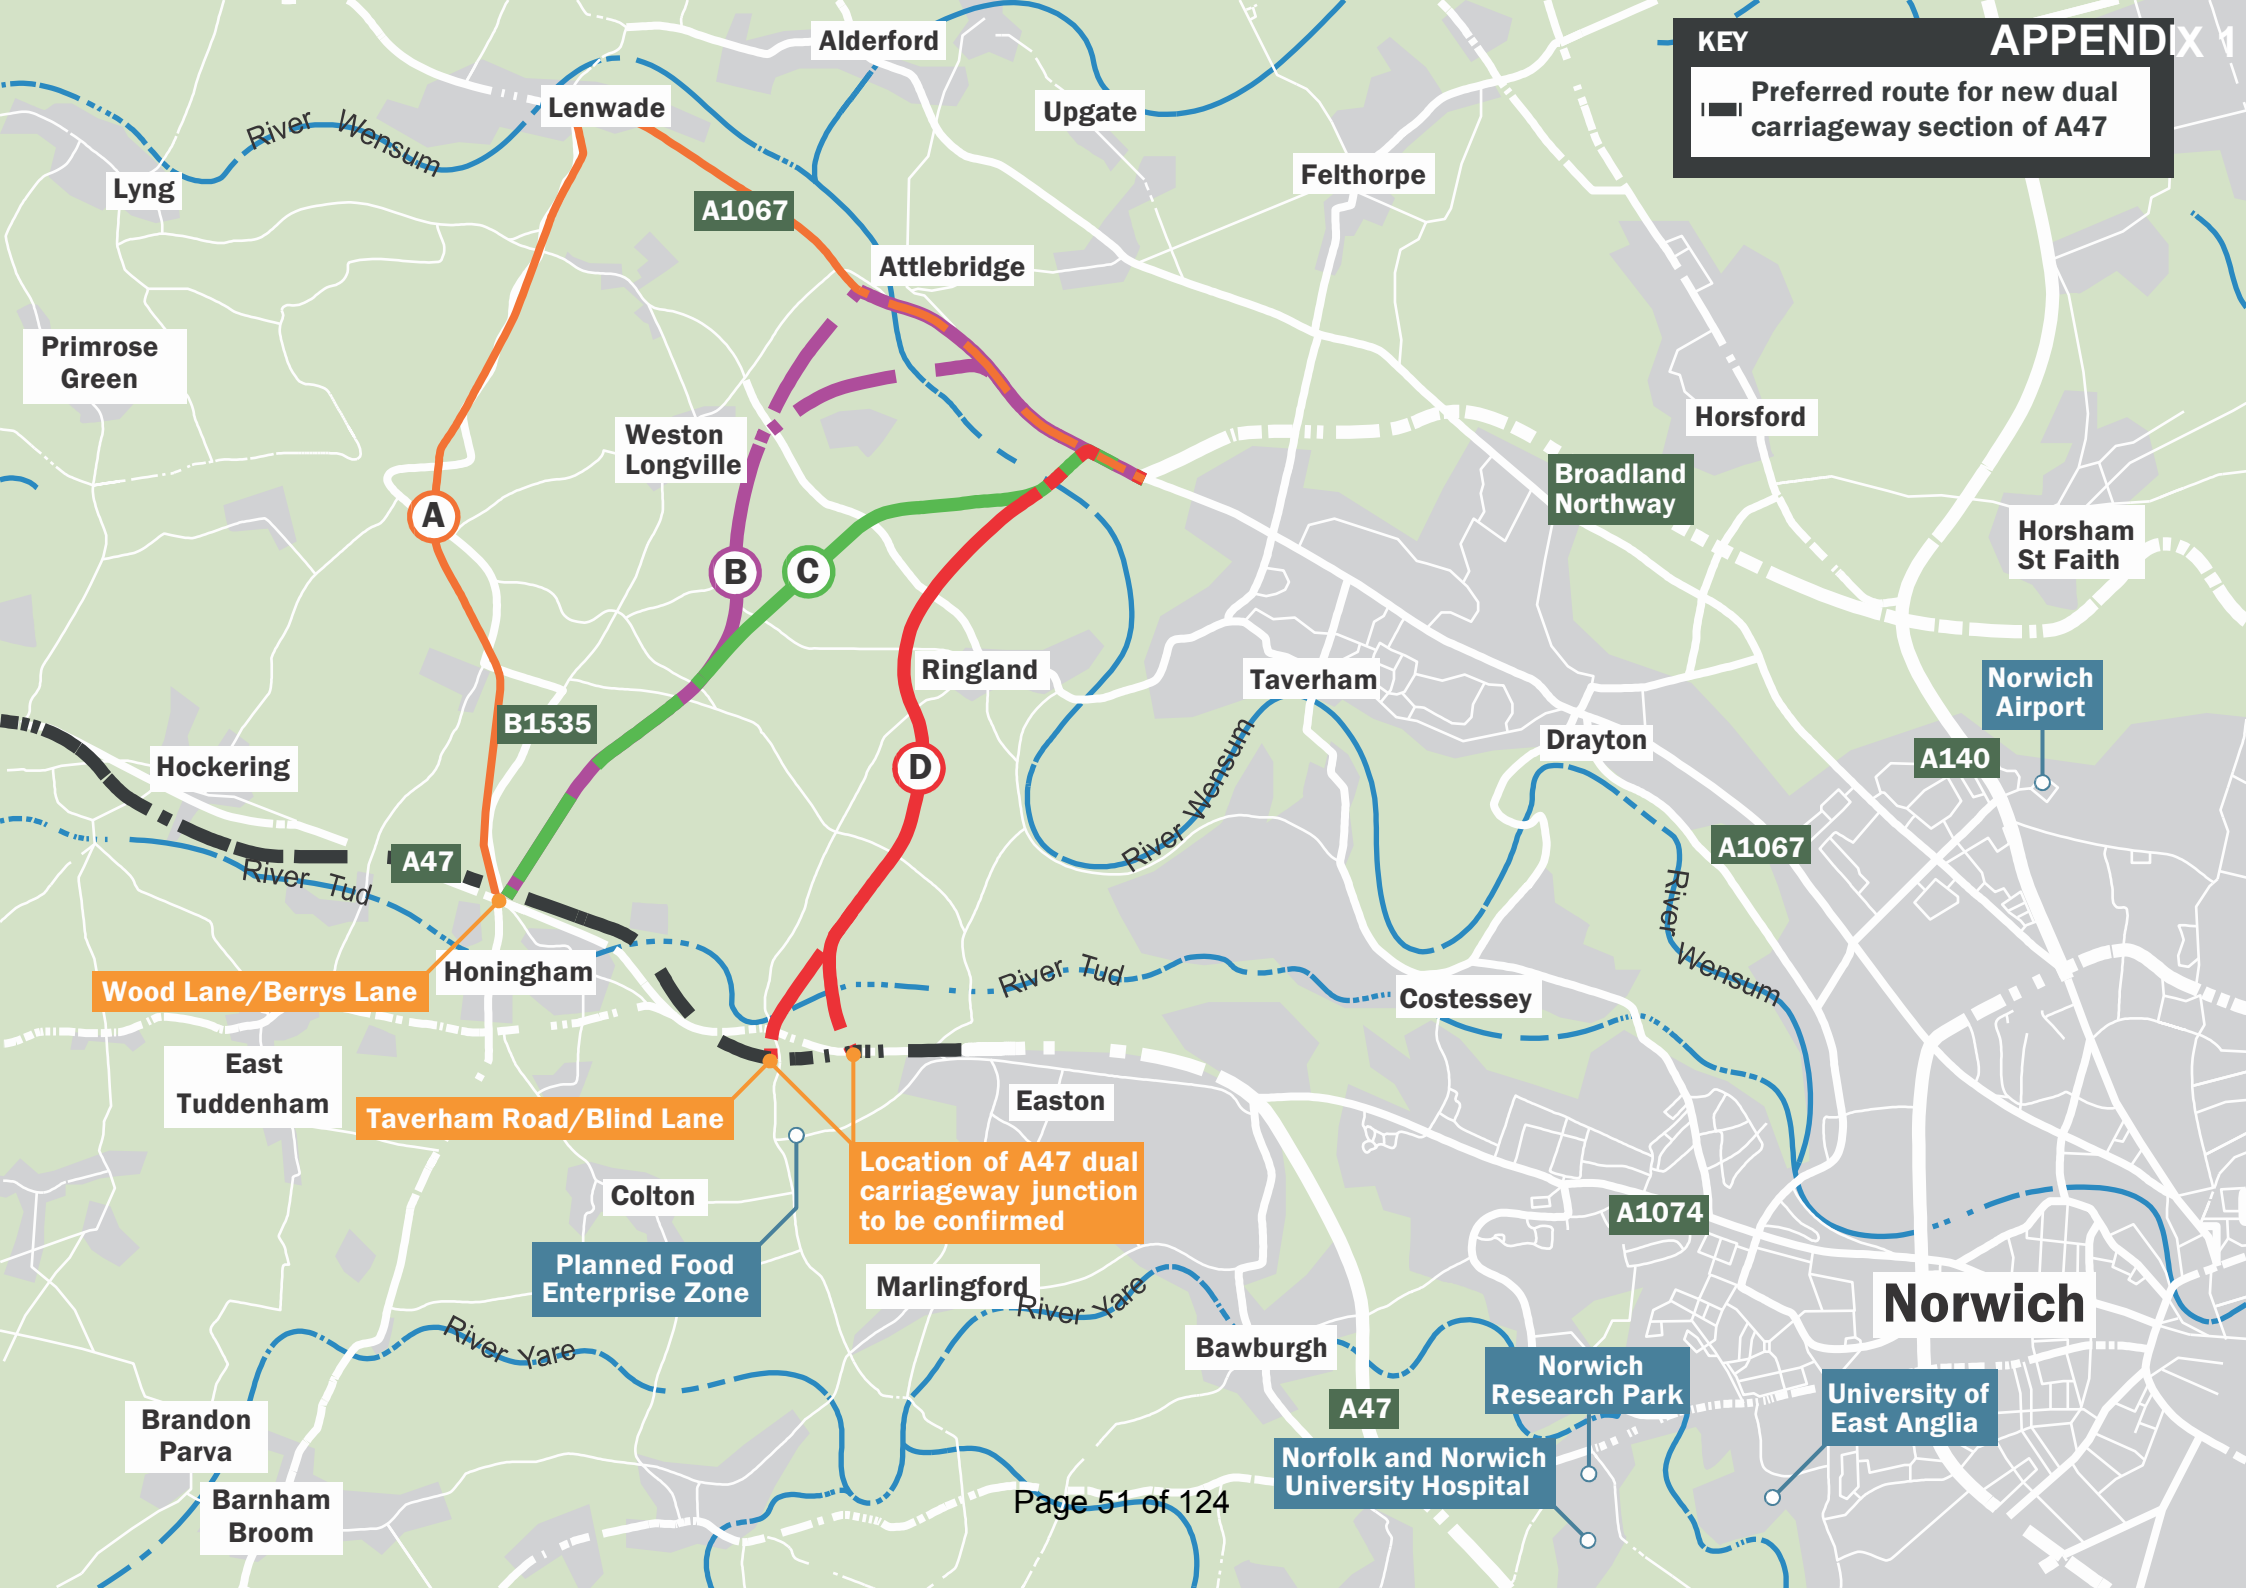 APPENDIX 1
KEY
Preferred route for new dual
carriageway section of A47
Alderford
Lenwade
Upgate
River Wensum
Lyng
Felthorpe
A1067
Attlebridge
Primrose
Green
Weston
Longville
Horsford
Broadland
Northway
A
Horsham
St Faith
B
C
Ringland
Taverham
Norwich
Airport
B1535
Drayton
Hockering
D
A140
River Wensum
A1067
A47
River Tud
River Wensum
Honingham
Wood Lane/Berrys Lane
River Tud
Costessey
East
Tuddenham
Taverham Road/Blind Lane
Easton
Location of A47 dual
carriageway junction
to be confirmed
Colton
A1074
Planned Food
Enterprise Zone
Marlingford
River Yare
Norwich
River Yare
Bawburgh
Norwich
Research Park
A47
University of
East Anglia
Brandon
Parva
Norfolk and Norwich
University Hospital
Barnham
Broom
Page 51 of 124